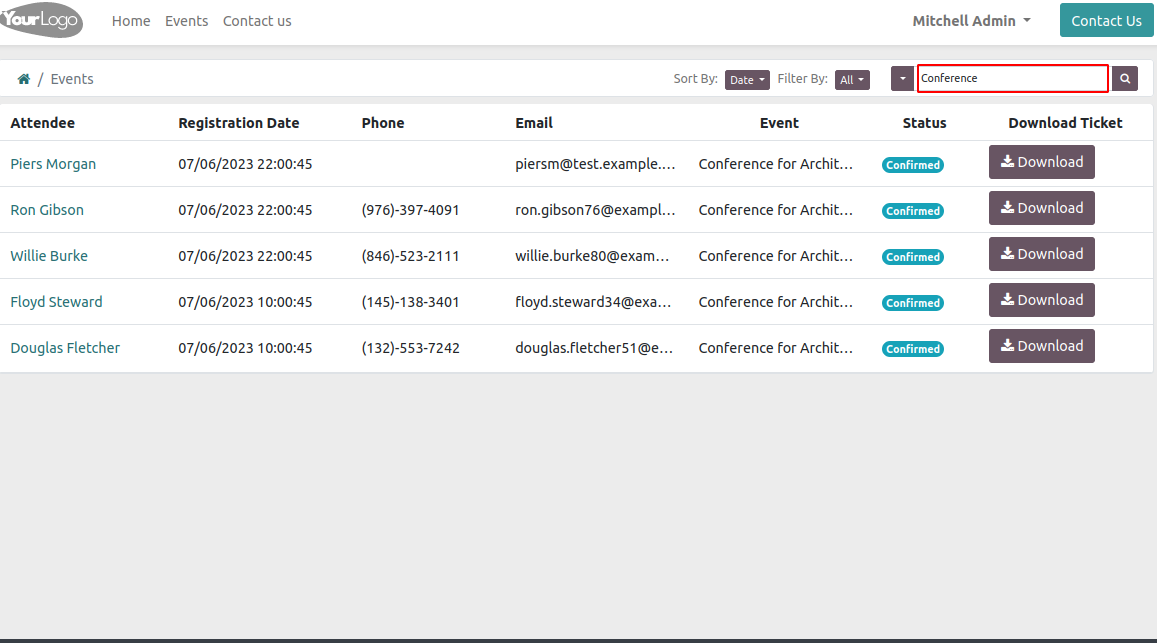 YourLogo Home Events Contact us Mitchell Admin Contact Us
/ Events Sort By: Date Filter By: All Conference
Attendee Registration Date Phone Email Event Status Download Ticket
Piers Morgan 07/06/2023 22:00:45 piersm@test.example.... Conference for Archit... Confirmed Download
Ron Gibson 07/06/2023 22:00:45 (976)-397-4091 ron.gibson76@exampl... Conference for Archit... Confirmed Download
Willie Burke 07/06/2023 22:00:45 (846)-523-2111 willie.burke80@exam... Conference for Archit... Confirmed Download
Floyd Steward 07/06/2023 10:00:45 (145)-138-3401 floyd.steward34@exa... Conference for Archit... Confirmed Download
Douglas Fletcher 07/06/2023 10:00:45 (132)-553-7242 douglas.fletcher51@e... Conference for Archit... Confirmed Download